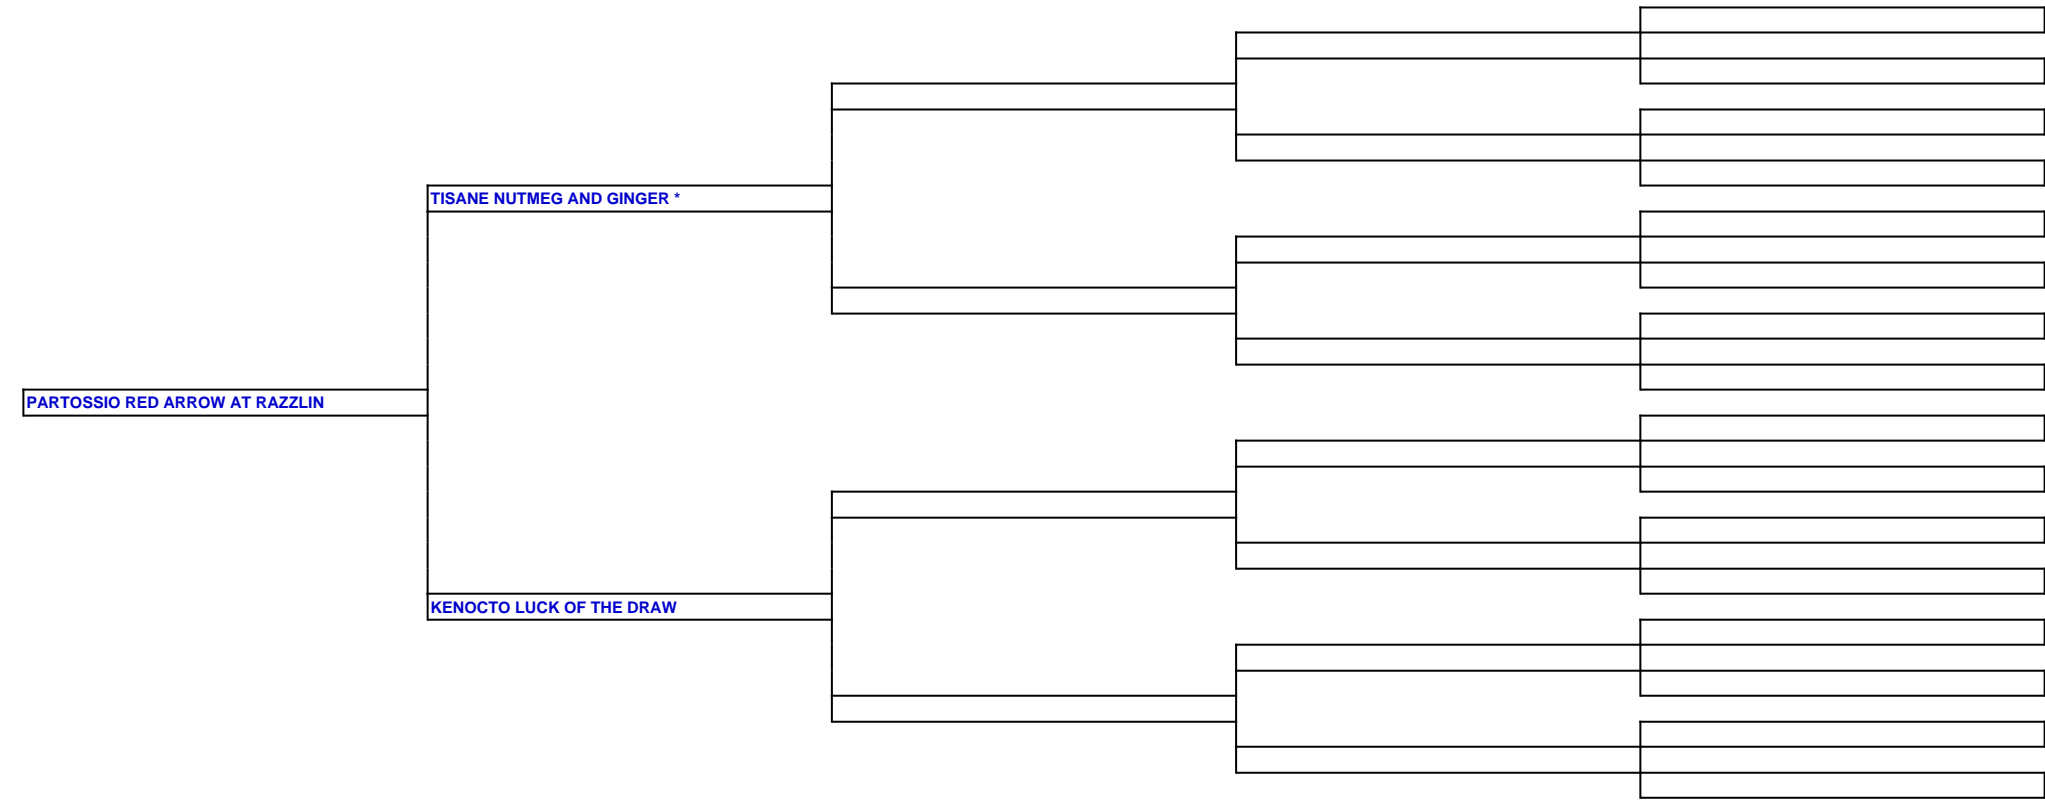 TISANE NUTMEG AND GINGER *
PARTOSSIO RED ARROW AT RAZZLIN
KENOCTO LUCK OF THE DRAW